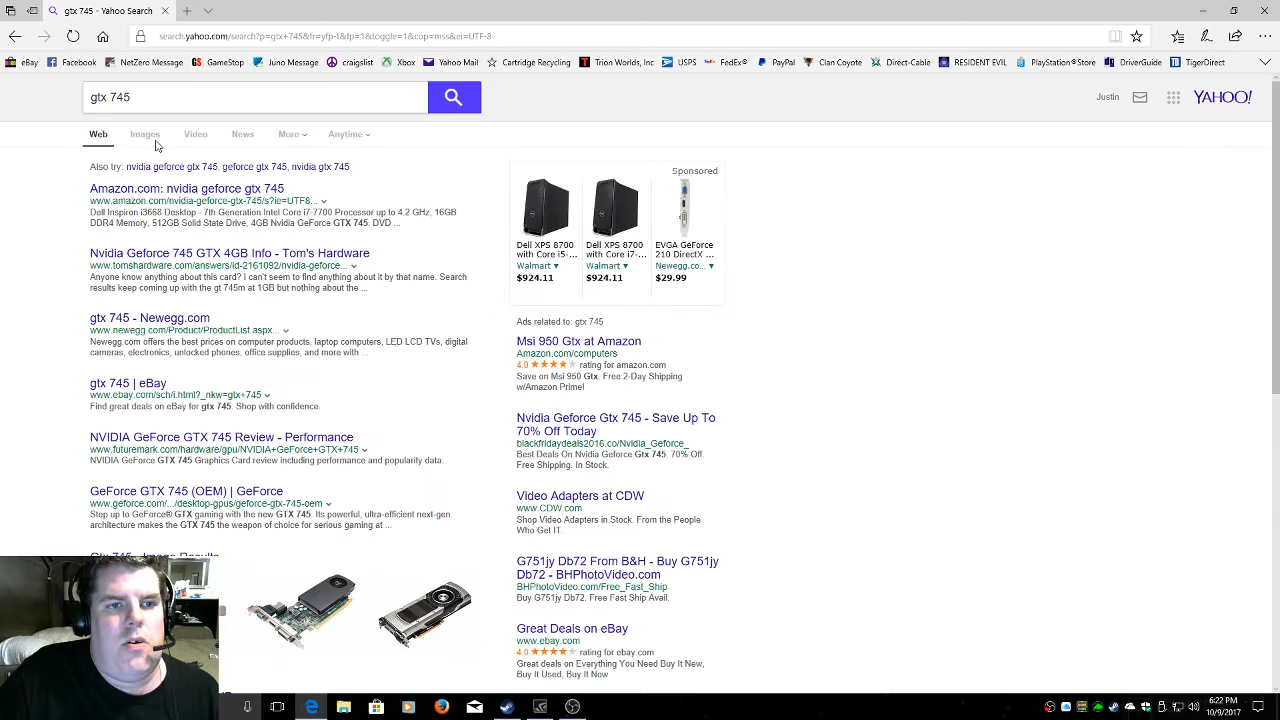 gtx 745 - Yahoo Search
search.yahoo.com/search?p=gtx+745&fr=yfp-t&fp=1&toggle=1&cop=mss&ei=UTF-8
eBay Facebook NetZero Message GameStop Juno Message craigslist Xbox Yahoo Mail Cartridge Recycling Trion Worlds, Inc USPS FedEx® PayPal Clan Coyote Direct-Cable RESIDENT EVIL PlayStation®Store DriverGuide TigerDirect
gtx 745
Justin
YAHOO!
Web Images Video News More Anytime
Also try: nvidia geforce gtx 745, geforce gtx 745, nvidia gtx 745
Amazon.com: nvidia geforce gtx 745
www.amazon.com/nvidia-geforce-gtx-745/s?ie=UTF8...
Dell Inspiron i3668 Desktop - 7th Generation Intel Core i7-7700 Processor up to 4.2 GHz, 16GB
DDR4 Memory, 512GB Solid State Drive, 4GB Nvidia GeForce GTX 745, DVD ...
Nvidia Geforce 745 GTX 4GB Info - Tom's Hardware
www.tomshardware.com/answers/id-2161092/nvidia-geforce...
Anyone know anything about this card? I can't seem to find anything about it by that name. Search
results keep coming up with the gt 745m at 1GB but nothing about the ...
gtx 745 - Newegg.com
www.newegg.com/Product/ProductList.aspx...
Newegg.com offers the best prices on computer products, laptop computers, LED LCD TVs, digital
cameras, electronics, unlocked phones, office supplies, and more with ...
gtx 745 | eBay
www.ebay.com/sch/i.html?_nkw=gtx+745
Find great deals on eBay for gtx 745. Shop with confidence.
NVIDIA GeForce GTX 745 Review - Performance
www.futuremark.com/hardware/gpu/NVIDIA+GeForce+GTX+745
NVIDIA GeForce GTX 745 Graphics Card review including performance and popularity data.
GeForce GTX 745 (OEM) | GeForce
www.geforce.com/.../desktop-gpus/geforce-gtx-745-oem
Step up to GeForce® GTX gaming with the new GTX 745. Its powerful, ultra-efficient next-gen
architecture makes the GTX 745 the weapon of choice for serious gaming at ...
Gtx 745 - Image Results
Sponsored
Dell XPS 8700
with Core i5-...
Walmart
$924.11
Dell XPS 8700
with Core i7-...
Walmart
$924.11
EVGA GeForce
210 DirectX ...
Newegg.co...
$29.99
Ads related to: gtx 745
Msi 950 Gtx at Amazon
Amazon.com/computers
4.0 rating for amazon.com
Save on Msi 950 Gtx. Free 2-Day Shipping
w/Amazon Prime!
Nvidia Geforce Gtx 745 - Save Up To
70% Off Today
blackfridaydeals2016.co/Nvidia_Geforce_
Best Deals On Nvidia Geforce Gtx 745. 70% Off.
Free Shipping. In Stock.
Video Adapters at CDW
www.CDW.com
Shop Video Adapters in Stock. From the People
Who Get IT.
G751jy Db72 From B&H - Buy G751jy
Db72 - BHPhotoVideo.com
BHPhotoVideo.com/Free_Fast_Ship
Buy G751jy Db72. Free Fast Ship Avail.
Great Deals on eBay
www.ebay.com
4.0 rating for ebay.com
Great deals on Everything You Need Buy It New,
Buy It Used, Buy It Now
6:22 PM
10/9/2017